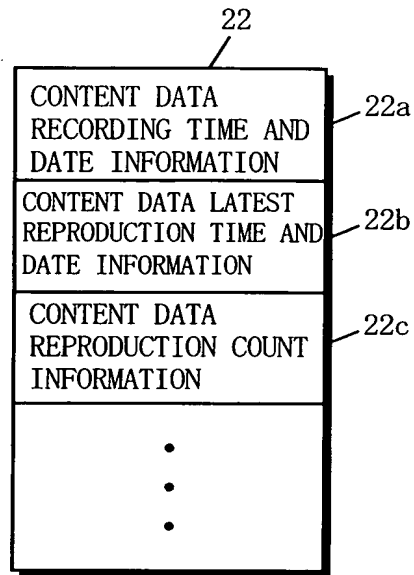 22
CONTENT DATA
RECORDING TIME AND
DATE INFORMATION
22a
CONTENT DATA LATEST
REPRODUCTION TIME AND
DATE INFORMATION
22b
CONTENT DATA
REPRODUCTION COUNT
INFORMATION
22c